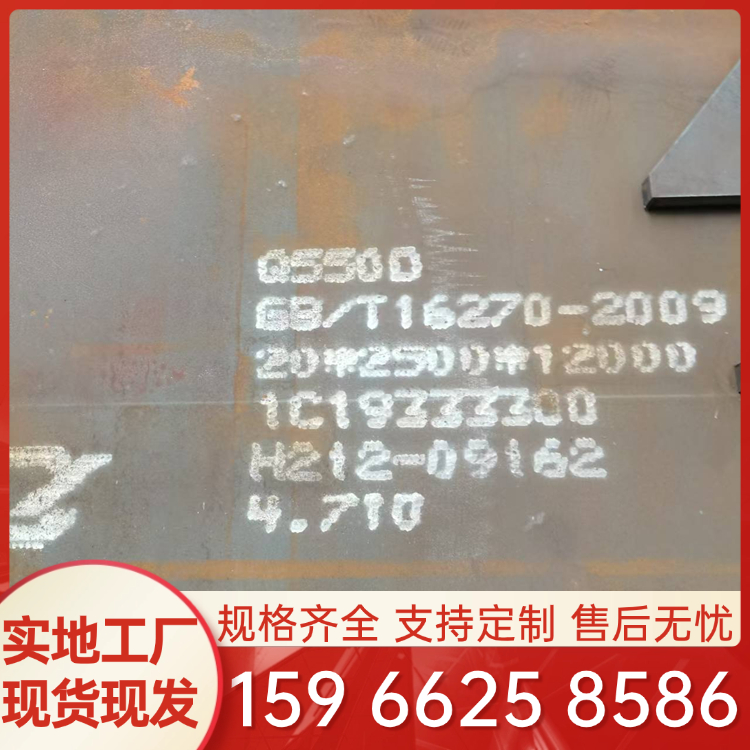 Q550D
GB/T16270-2009
20*2500*12000
1C19333300
H212-09162
4.710
Z
实地工厂
现货现发
规格齐全 支持定制 售后无忧
159 6625 8586